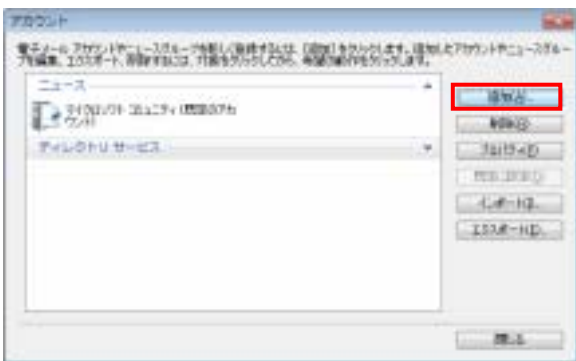 アカウント
電子メール アカウントやニュースグループを新しく登録するには、[追加] をクリックします。追加したアカウントやニュースグルー
プを編集、エクスポート、削除するには、対象をクリックしてから、希望の操作をクリックします。
ニュース
マイクロソフト コミュニティ (既定のアカ
ウント)
ディレクトリ サービス
追加(A)...
削除(R)
プロパティ(P)
インポート(I)...
エクスポート(E)...
閉じる